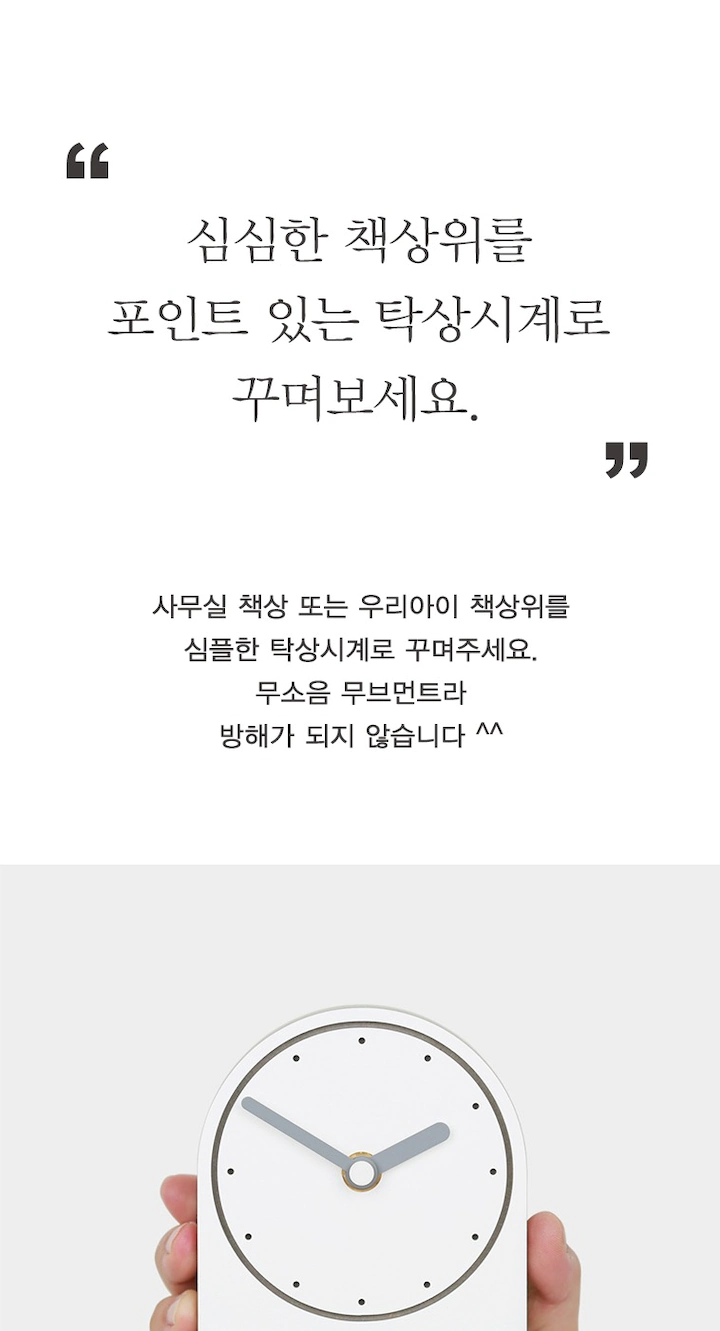 “
심심한 책상위를
포인트 있는 탁상시계로
꾸며보세요.
”
사무실 책상 또는 우리아이 책상위를
심플한 탁상시계로 꾸며주세요.
무소음 무브먼트라
방해가 되지 않습니다 ^^